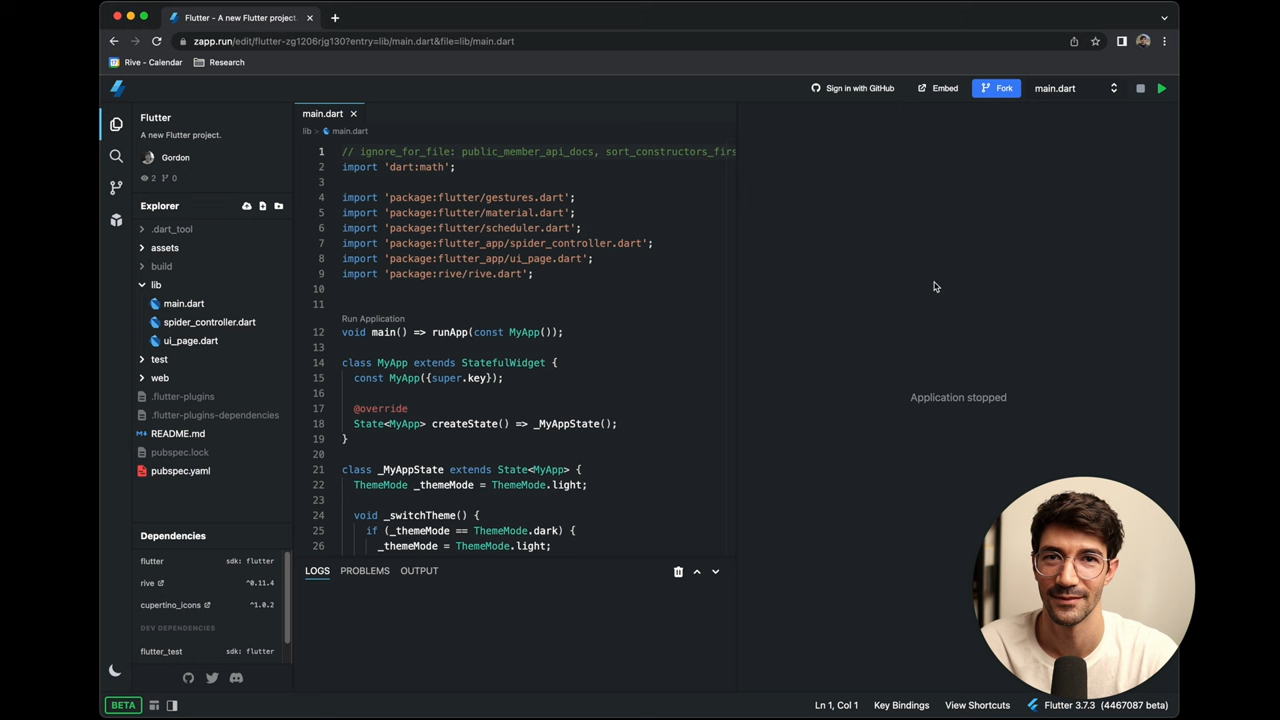 Flutter - A new Flutter project.
zapp.run/edit/flutter-zg1206rjg130?entry=lib/main.dart&file=lib/main.dart
Rive - Calendar
Research
Sign in with GitHub
Embed
Fork
main.dart
Flutter
A new Flutter project.
Gordon
2
0
Explorer
.dart_tool
assets
build
lib
main.dart
spider_controller.dart
ui_page.dart
test
web
.flutter-plugins
.flutter-plugins-dependencies
README.md
pubspec.lock
pubspec.yaml
Dependencies
flutter sdk: flutter
rive ^0.11.4
cupertino_icons ^1.0.2
DEV DEPENDENCIES
flutter_test sdk: flutter
main.dart
lib > main.dart
1 // ignore_for_file: public_member_api_docs, sort_constructors_firs
2 import 'dart:math';
3
4 import 'package:flutter/gestures.dart';
5 import 'package:flutter/material.dart';
6 import 'package:flutter/scheduler.dart';
7 import 'package:flutter_app/spider_controller.dart';
8 import 'package:flutter_app/ui_page.dart';
9 import 'package:rive/rive.dart';
10
11
Run Application
12 void main() => runApp(const MyApp());
13
14 class MyApp extends StatefulWidget {
15 const MyApp({super.key});
16
17 @override
18 State<MyApp> createState() => _MyAppState();
19 }
20
21 class _MyAppState extends State<MyApp> {
22 ThemeMode _themeMode = ThemeMode.light;
23
24 void _switchTheme() {
25 if (_themeMode == ThemeMode.dark) {
26 _themeMode = ThemeMode.light;
LOGS PROBLEMS OUTPUT
Application stopped
BETA
Ln 1, Col 1
Key Bindings
View Shortcuts
Flutter 3.7.3 (4467087 beta)